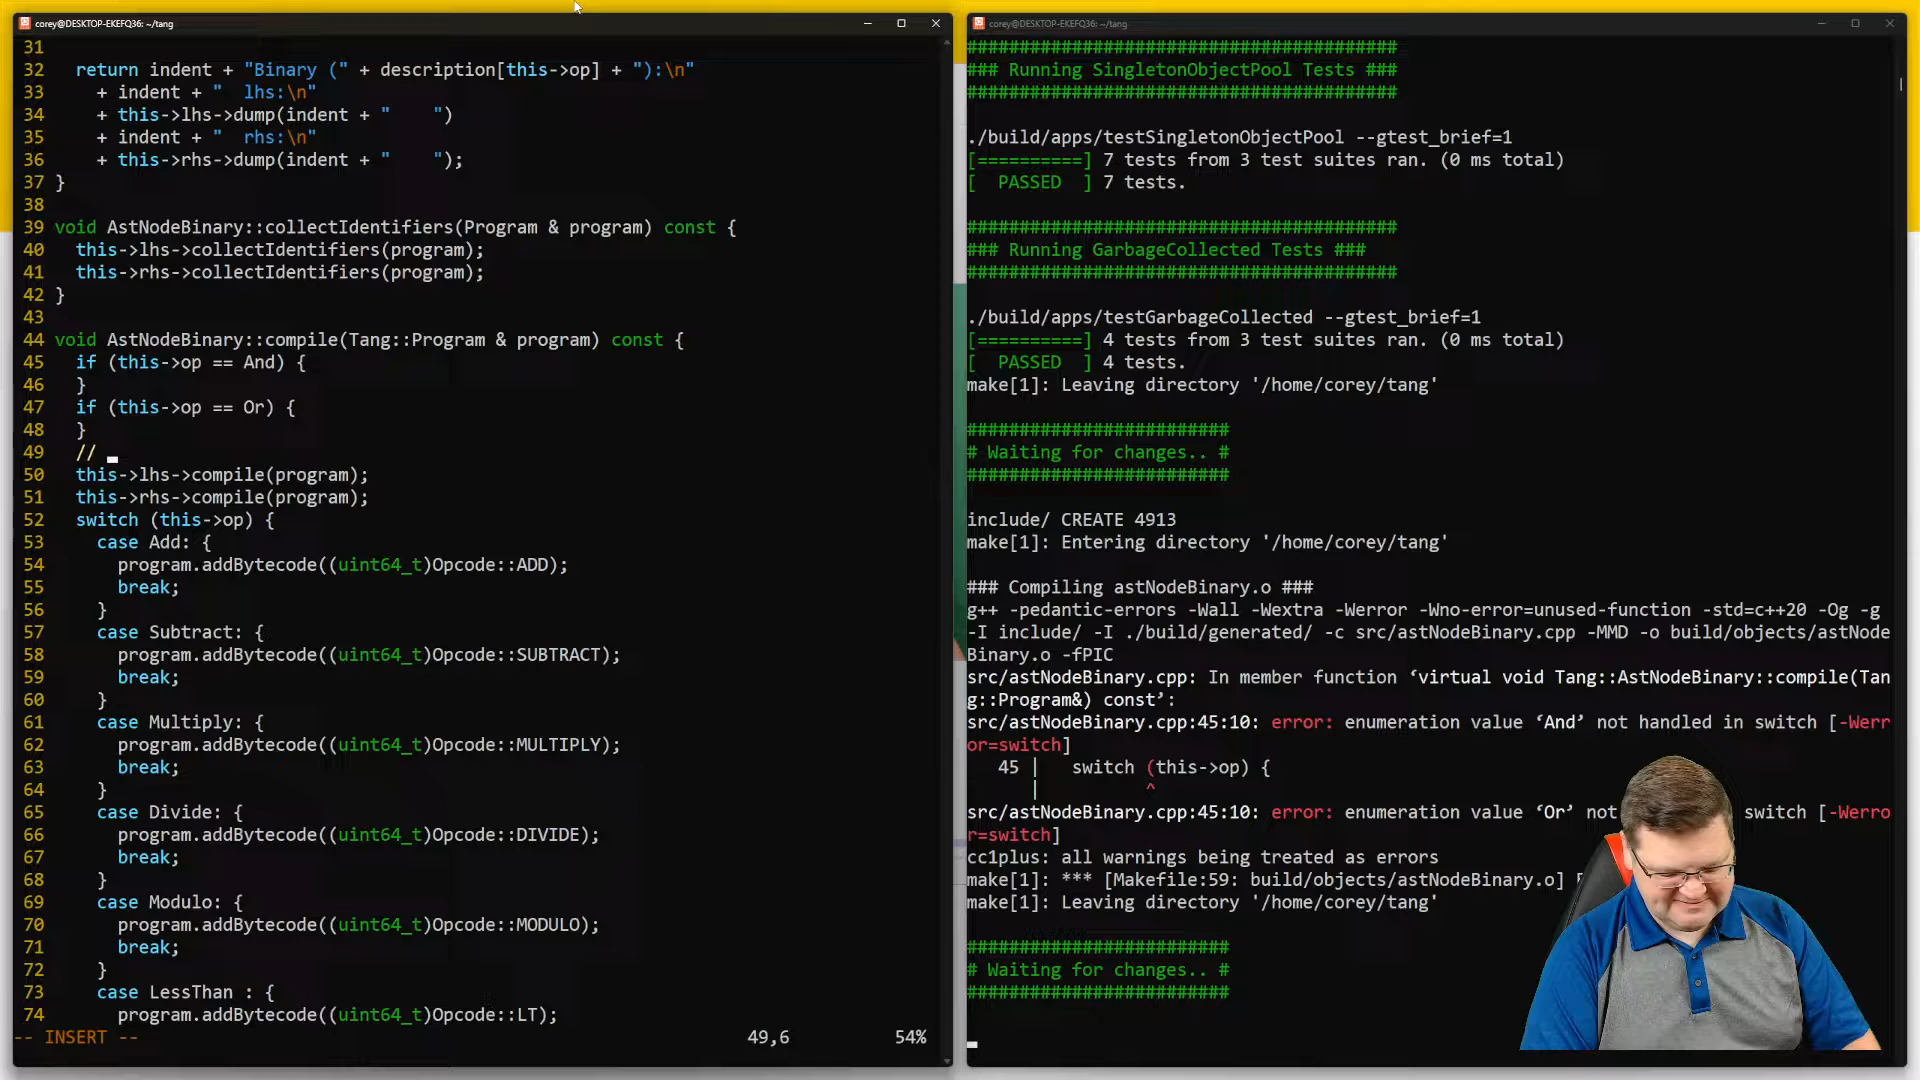 corey@DESKTOP-EKEFQ36: ~/tang
31
32   return indent + "Binary (" + description[this->op] + "):\n"
33     + indent + "  lhs:\n"
34     + this->lhs->dump(indent + "    ")
35     + indent + "  rhs:\n"
36     + this->rhs->dump(indent + "    ");
37 }
38
39 void AstNodeBinary::collectIdentifiers(Program & program) const {
40   this->lhs->collectIdentifiers(program);
41   this->rhs->collectIdentifiers(program);
42 }
43
44 void AstNodeBinary::compile(Tang::Program & program) const {
45   if (this->op == And) {
46   }
47   if (this->op == Or) {
48   }
49   //
50   this->lhs->compile(program);
51   this->rhs->compile(program);
52   switch (this->op) {
53     case Add: {
54       program.addBytecode((uint64_t)Opcode::ADD);
55       break;
56     }
57     case Subtract: {
58       program.addBytecode((uint64_t)Opcode::SUBTRACT);
59       break;
60     }
61     case Multiply: {
62       program.addBytecode((uint64_t)Opcode::MULTIPLY);
63       break;
64     }
65     case Divide: {
66       program.addBytecode((uint64_t)Opcode::DIVIDE);
67       break;
68     }
69     case Modulo: {
70       program.addBytecode((uint64_t)Opcode::MODULO);
71       break;
72     }
73     case LessThan : {
74       program.addBytecode((uint64_t)Opcode::LT);
-- INSERT --                    49,6          54%
corey@DESKTOP-EKEFQ36: ~/tang
#########################################
### Running SingletonObjectPool Tests ###
#########################################
./build/apps/testSingletonObjectPool --gtest_brief=1
[==========] 7 tests from 3 test suites ran. (0 ms total)
[  PASSED  ] 7 tests.
#########################################
### Running GarbageCollected Tests ###
#########################################
./build/apps/testGarbageCollected --gtest_brief=1
[==========] 4 tests from 3 test suites ran. (0 ms total)
[  PASSED  ] 4 tests.
make[1]: Leaving directory '/home/corey/tang'
#########################
# Waiting for changes.. #
#########################
include/ CREATE 4913
make[1]: Entering directory '/home/corey/tang'
### Compiling astNodeBinary.o ###
g++ -pedantic-errors -Wall -Wextra -Werror -Wno-error=unused-function -std=c++20 -Og -g
-I include/ -I ./build/generated/ -c src/astNodeBinary.cpp -MMD -o build/objects/astNode
Binary.o -fPIC
src/astNodeBinary.cpp: In member function ‘virtual void Tang::AstNodeBinary::compile(Tan
g::Program&) const’:
src/astNodeBinary.cpp:45:10: error: enumeration value ‘And’ not handled in switch [-Werr
or=switch]
   45 |   switch (this->op) {
      |          ^
src/astNodeBinary.cpp:45:10: error: enumeration value ‘Or’ not switch [-Werro
r=switch]
cc1plus: all warnings being treated as errors
make[1]: *** [Makefile:59: build/objects/astNodeBinary.o]
make[1]: Leaving directory '/home/corey/tang'
#########################
# Waiting for changes.. #
#########################